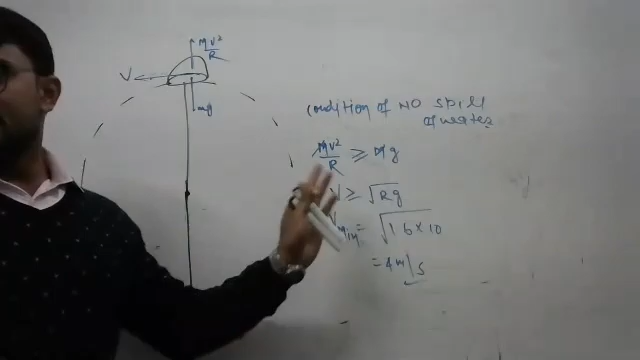 MV²/R
V
mg
condition of NO spill
of water
MV²/R ≥ Mg
V ≥ √Rg
Vmin = √1.6×10
= 4 m/s